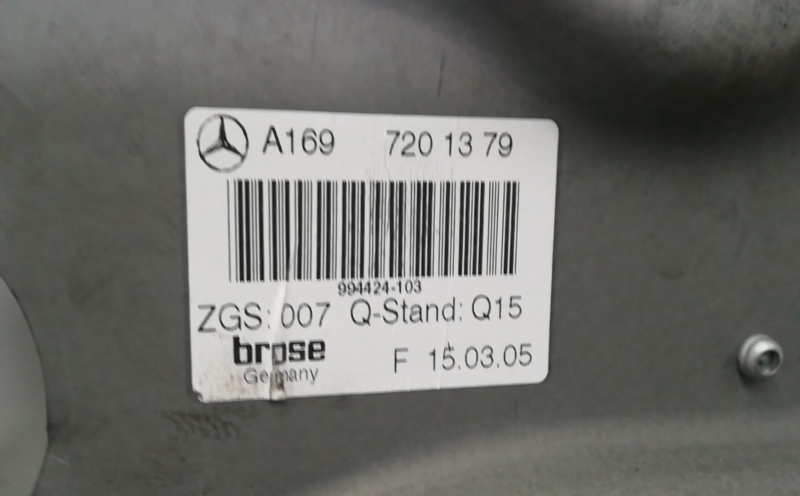 A169 720 13 79
994424-103
ZGS: 007 Q-Stand: Q15
brose
Germany
F 15.03.05